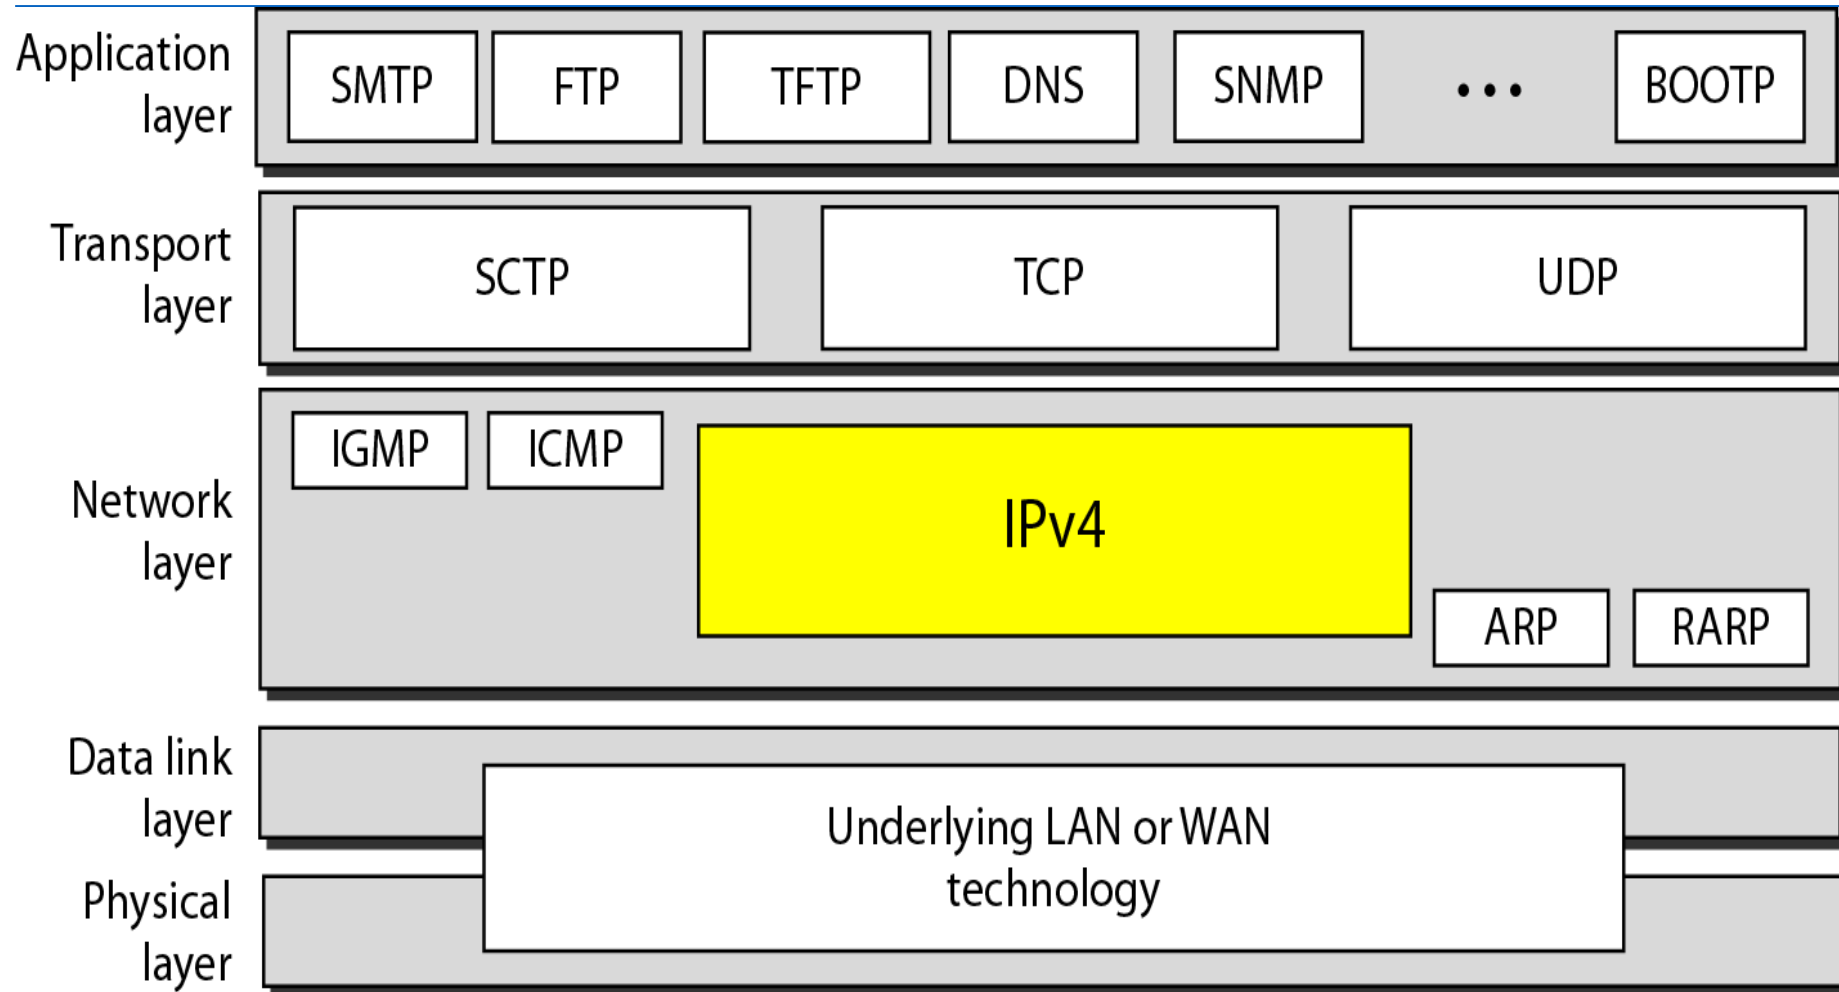 Application
layer
SMTP
FTP
TFTP
DNS
SNMP
...
BOOTP
Transport
layer
SCTP
TCP
UDP
Network
layer
IGMP
ICMP
IPv4
ARP
RARP
Data link
layer
Underlying LAN or WAN
technology
Physical
layer